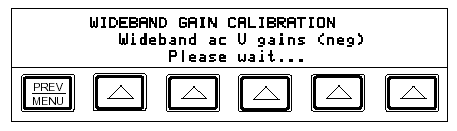 WIDEBAND GAIN CALIBRATION
Wideband ac V gains (neg)
Please wait...
PREV
MENU